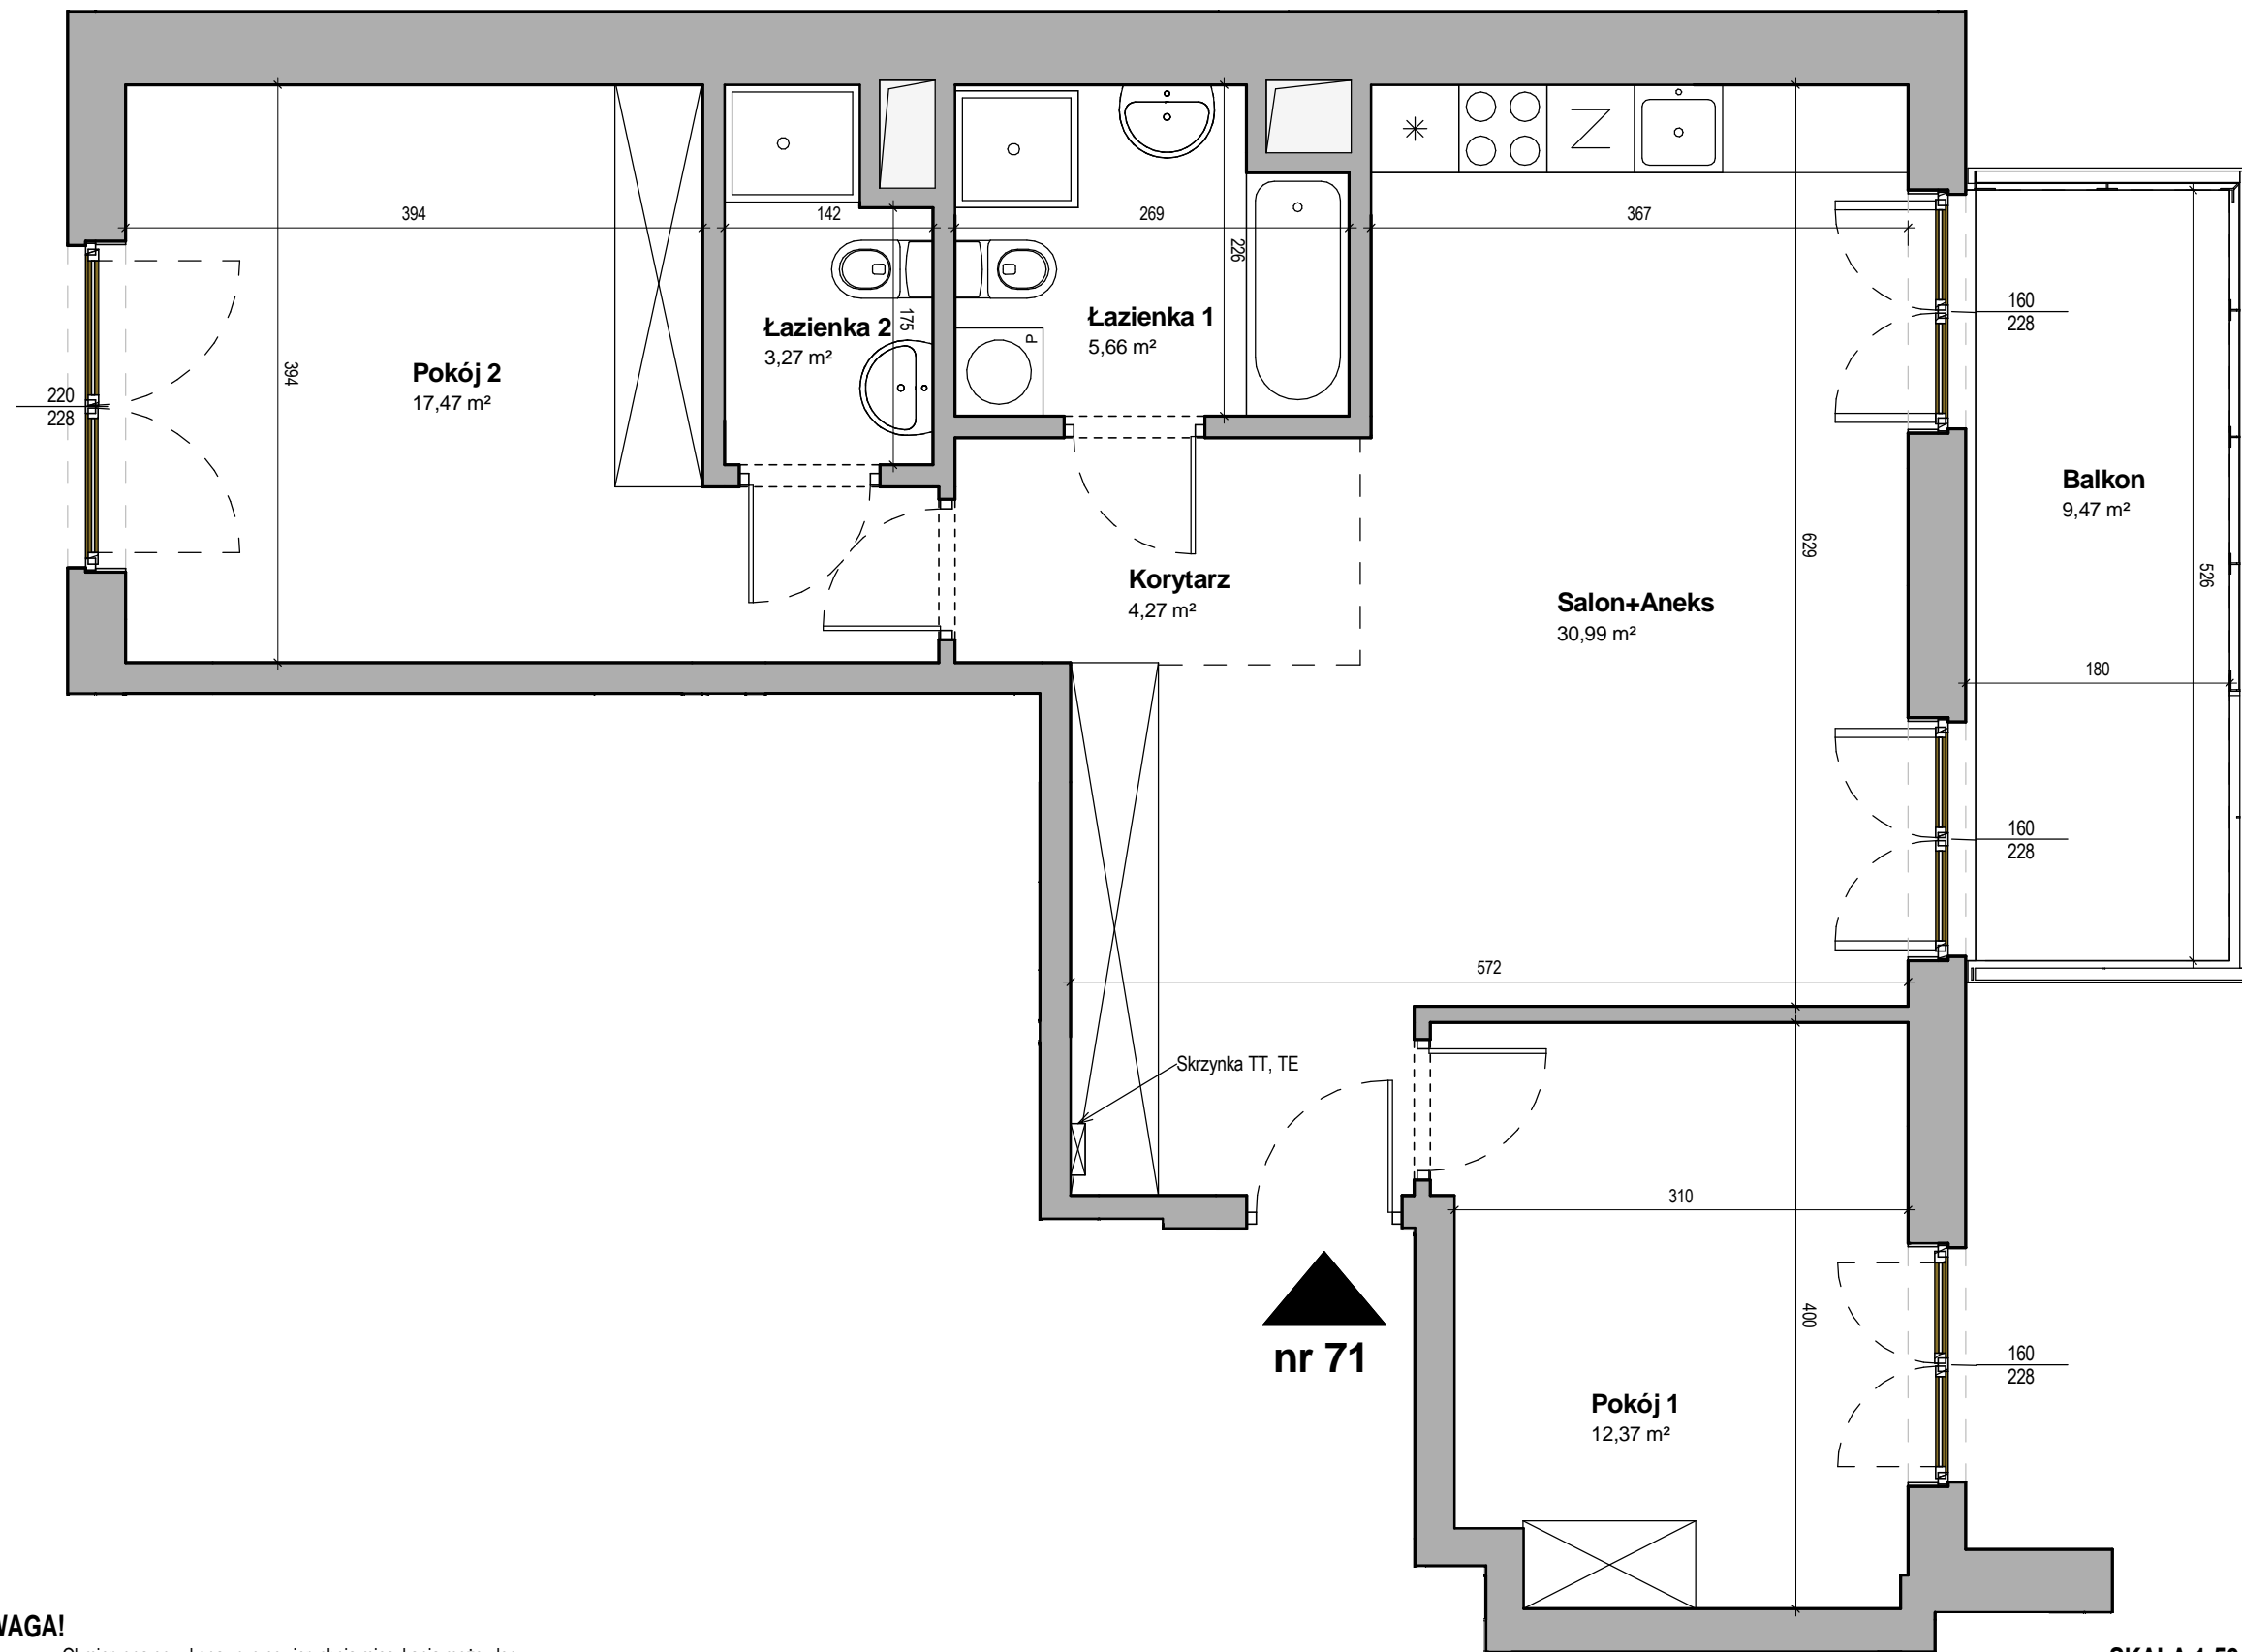 394
142
269
367
226
175
394
Pokój 2
17,47 m²
Łazienka 2
3,27 m²
Łazienka 1
5,66 m²
P
N
160
228
220
228
Balkon
9,47 m²
629
526
Korytarz
4,27 m²
Salon+Aneks
30,99 m²
180
160
228
572
Skrzynka TT, TE
310
400
nr 71
160
228
Pokój 1
12,37 m²
WAGA!